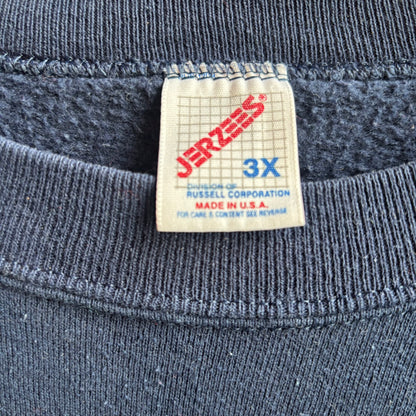 JERZEES®
3X
DIVISION OF
RUSSELL CORPORATION
MADE IN U.S.A.
FOR CARE & CONTENT SEE REVERSE